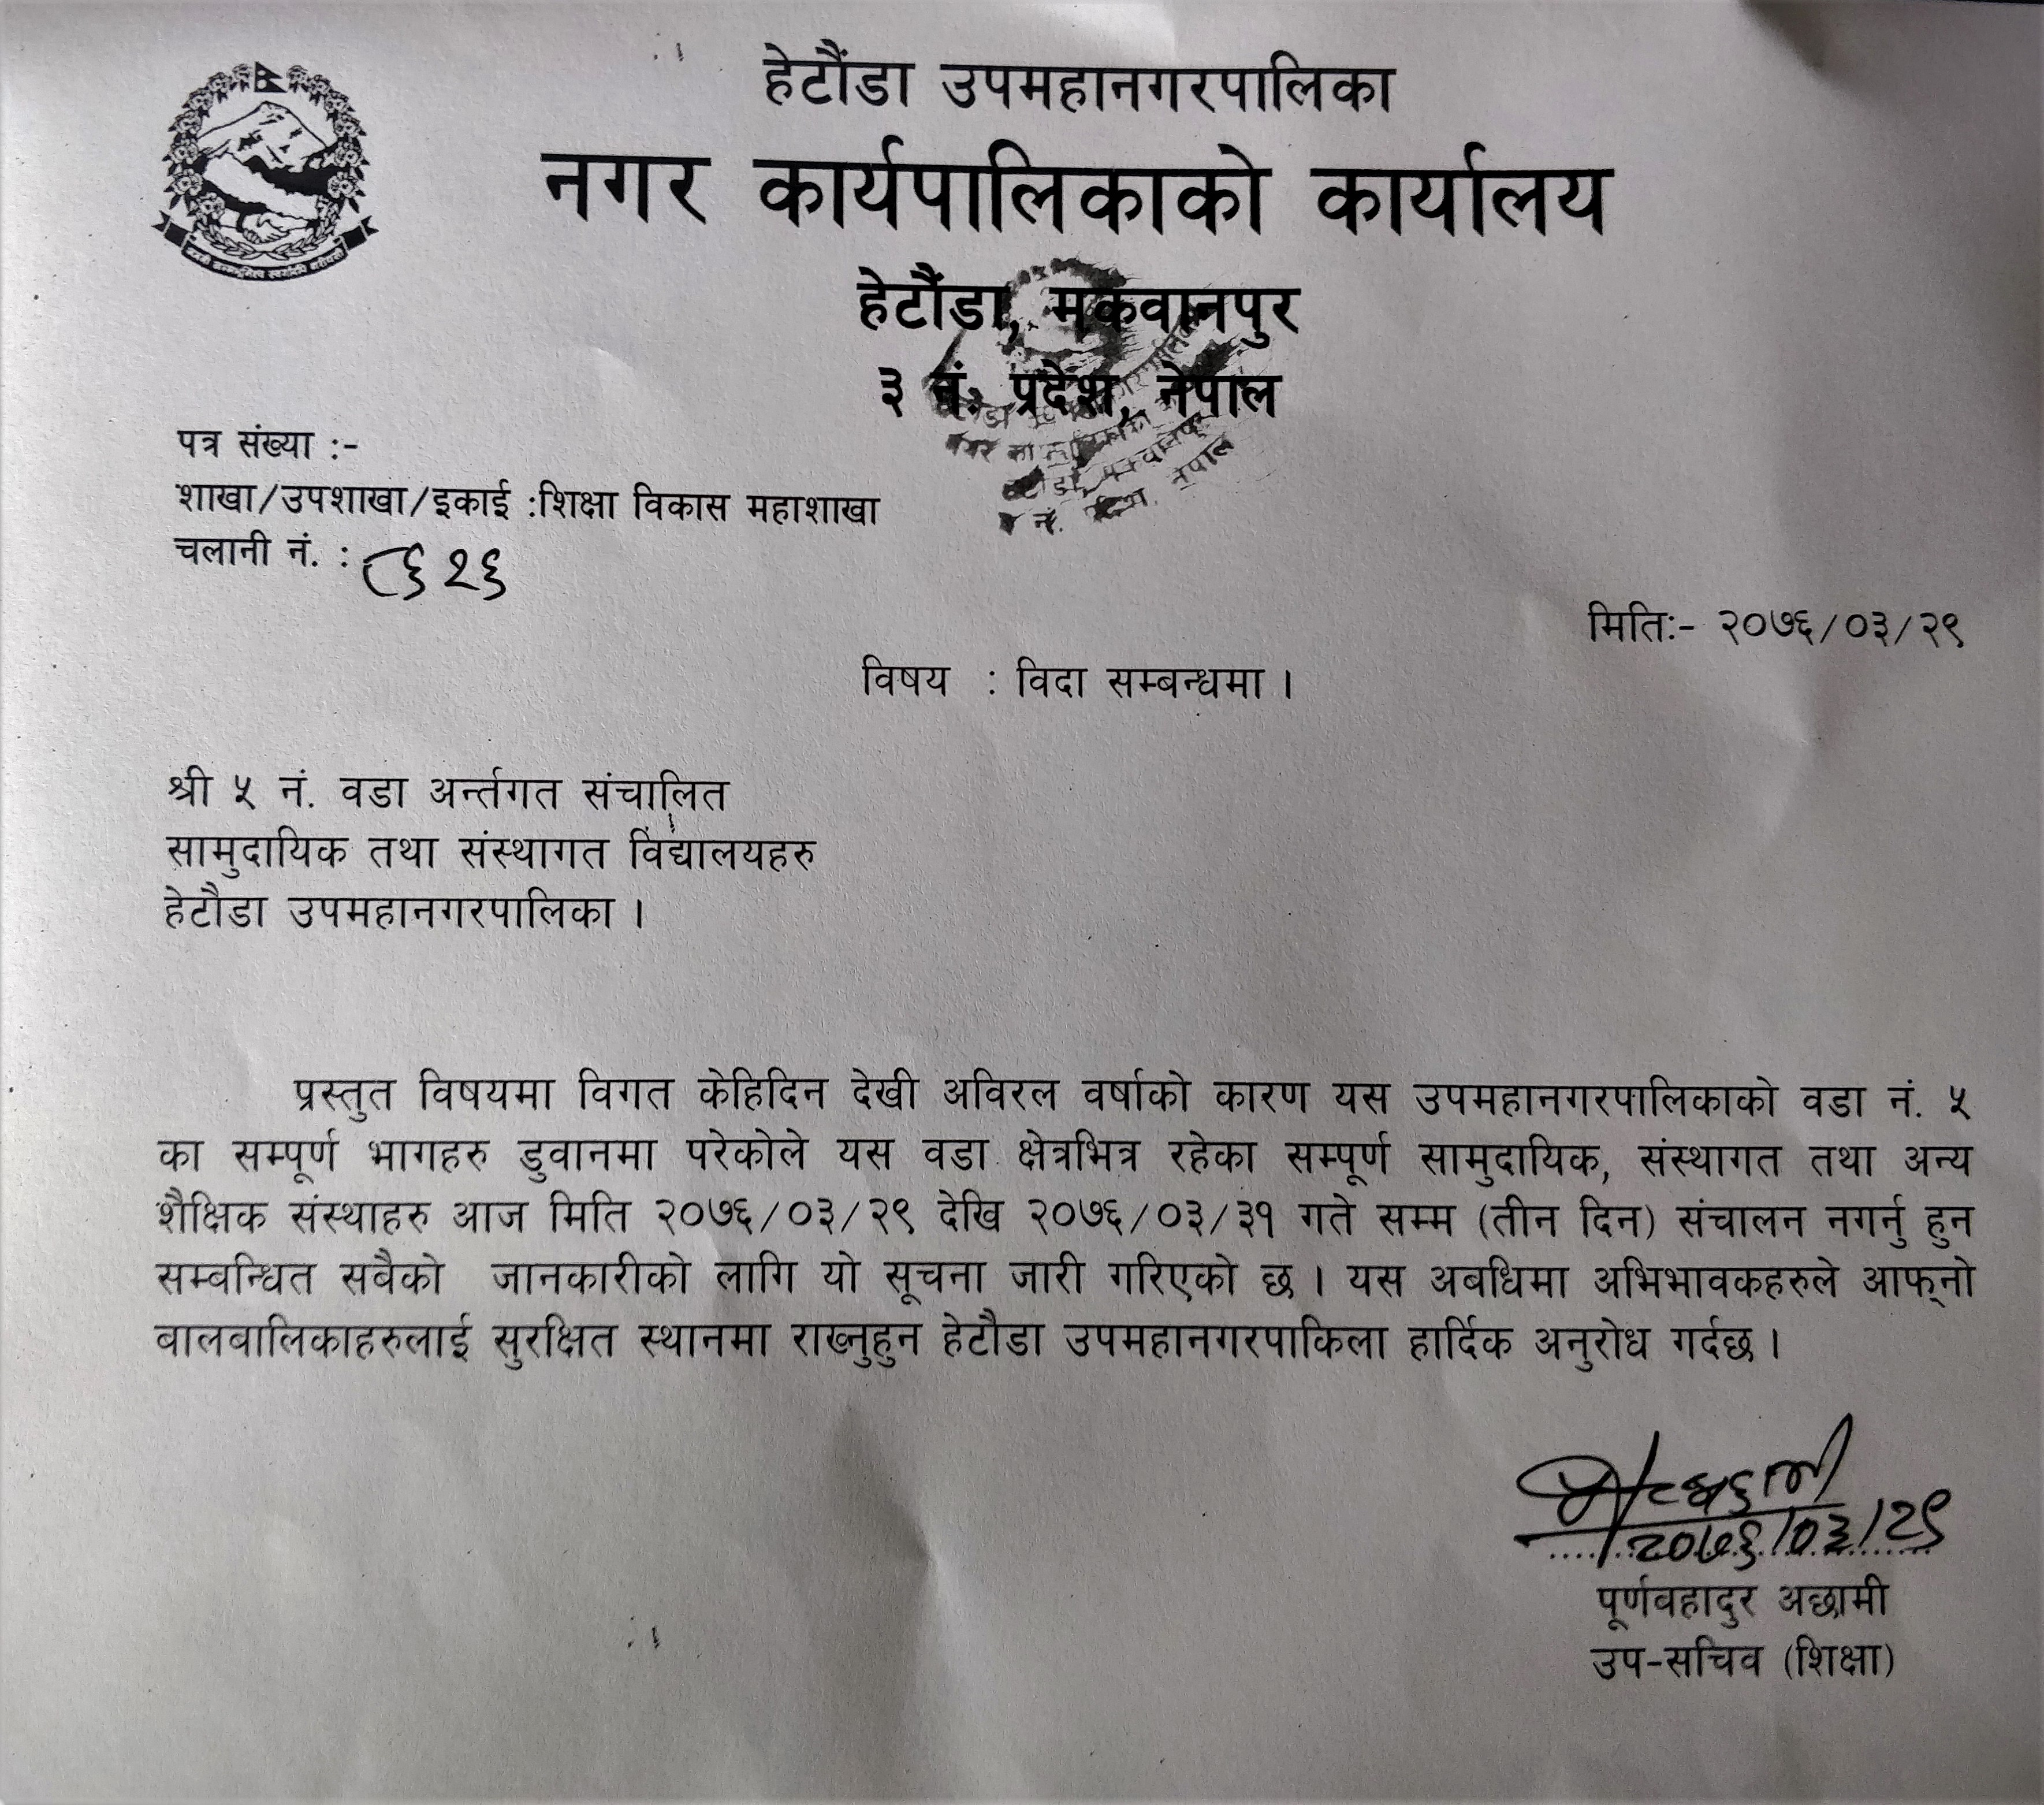 हेटौंडा उपमहानगरपालिका
नगर कार्यपालिकाको कार्यालय
हेटौंडा, मकवानपुर
३ नं. प्रदेश, नेपाल
पत्र संख्या :-
शाखा/उपशाखा/इकाई :शिक्षा विकास महाशाखा
चलानी नं. : ८६२६
मितिः- २०७६/०३/२९
विषय : विदा सम्बन्धमा ।
श्री ५ नं. वडा अर्न्तगत संचालित
सामुदायिक तथा संस्थागत विद्यालयहरु
हेटौडा उपमहानगरपालिका ।
प्रस्तुत विषयमा विगत केहिदिन देखी अविरल वर्षाको कारण यस उपमहानगरपालिकाको वडा नं. ५
का सम्पूर्ण भागहरु डुवानमा परेकोले यस वडा क्षेत्रभित्र रहेका सम्पूर्ण सामुदायिक, संस्थागत तथा अन्य
शैक्षिक संस्थाहरु आज मिति २०७६/०३/२९ देखि २०७६/०३/३१ गते सम्म (तीन दिन) संचालन नगर्नु हुन
सम्बन्धित सवैको जानकारीको लागि यो सूचना जारी गरिएको छ । यस अबधिमा अभिभावकहरुले आफ्‌नो
वालबालिकाहरुलाई सुरक्षित स्थानमा राख्नुहुन हेटौडा उपमहानगरपाकिला हार्दिक अनुरोध गर्दछ ।
२०७६/०३/२९
पूर्णवहादुर अछामी
उप-सचिव (शिक्षा)